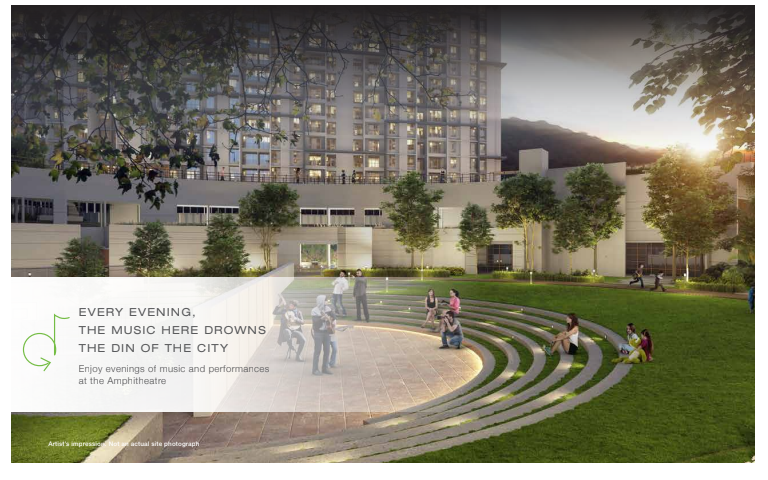 EVERY EVENING,
THE MUSIC HERE DROWNS
THE DIN OF THE CITY
Enjoy evenings of music and performances
at the Amphitheatre
Artist's impression. Not an actual site photograph